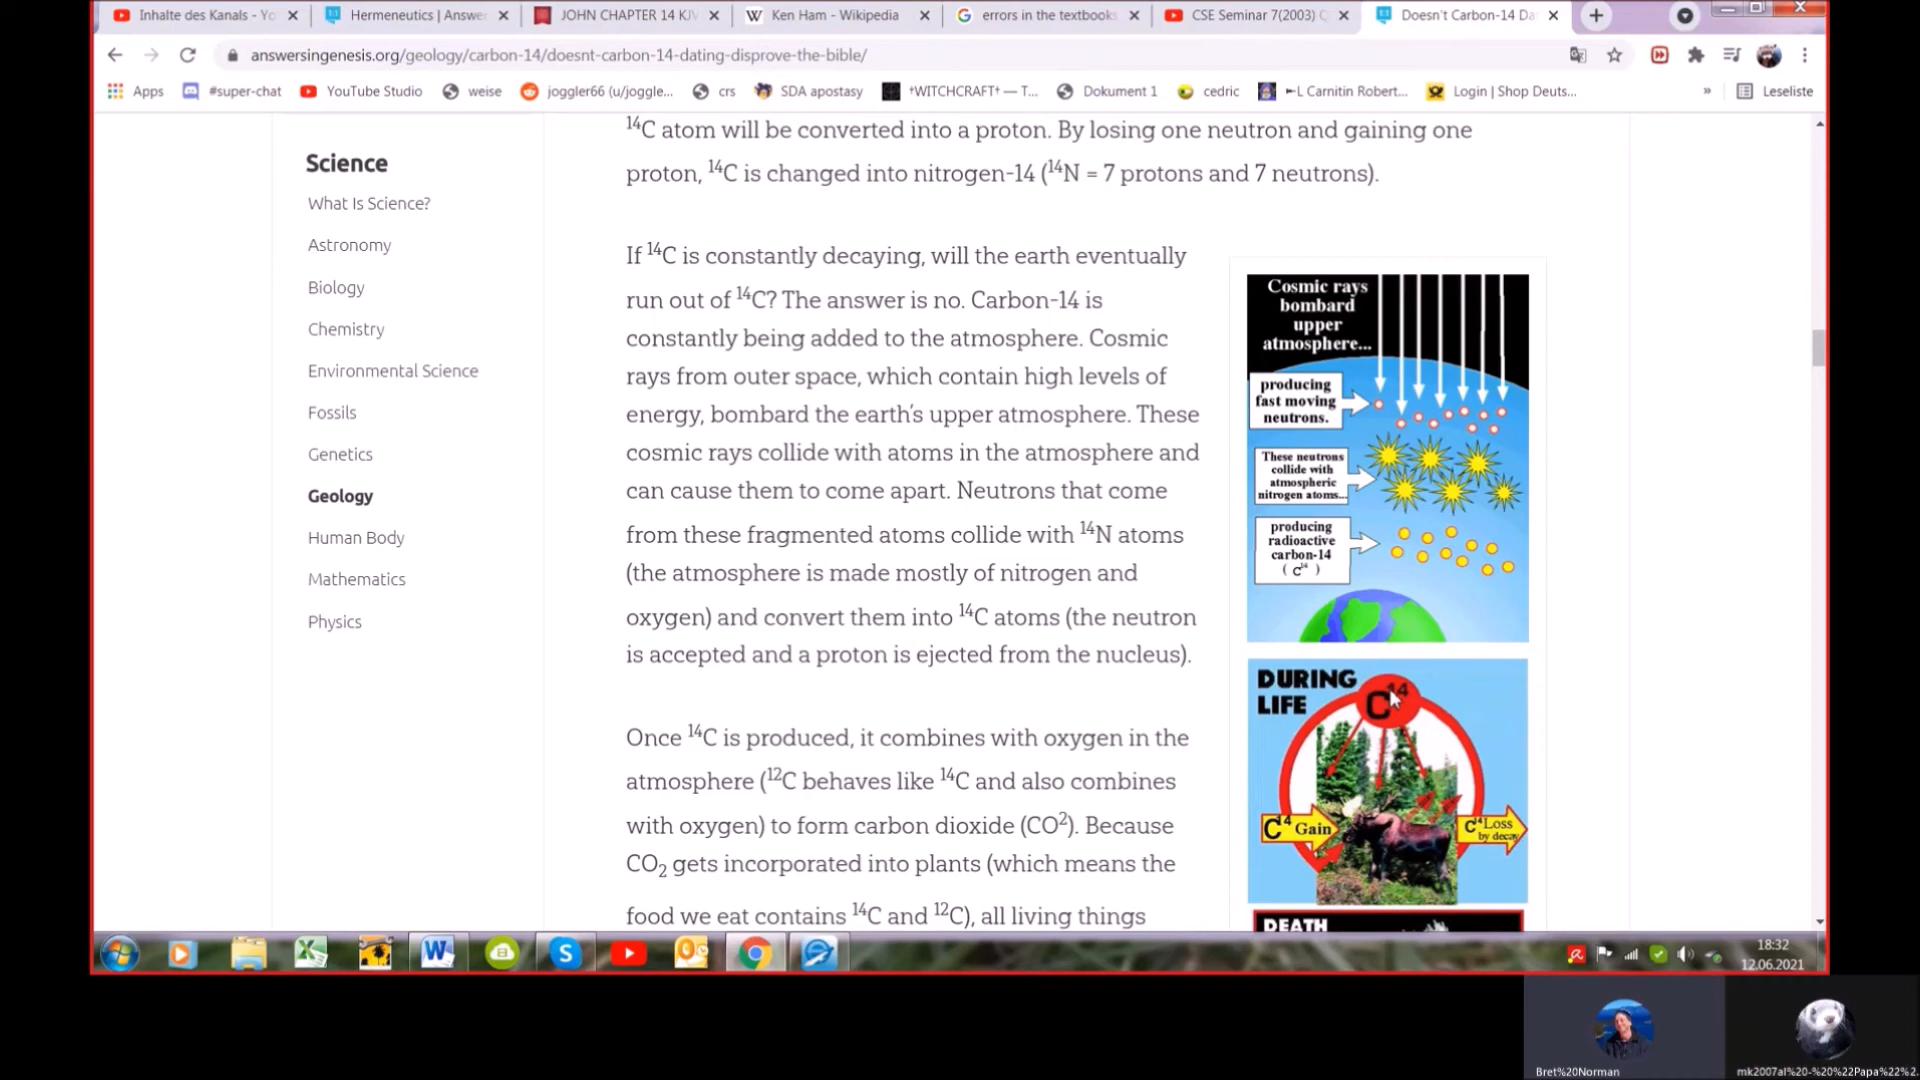 Inhalte des Kanals - Yo
Hermeneutics | Answer
JOHN CHAPTER 14 KJV
Ken Ham - Wikipedia
errors in the textbooks
CSE Seminar 7(2003) Q
Doesn't Carbon-14 Da
answersingenesis.org/geology/carbon-14/doesnt-carbon-14-dating-disprove-the-bible/
Apps
#super-chat
YouTube Studio
weise
joggler66 (u/joggle...
crs
SDA apostasy
†WITCHCRAFT† — T...
Dokument 1
cedric
L Carnitin Robert...
Login | Shop Deuts...
»
Leseliste
Science
What Is Science?
Astronomy
Biology
Chemistry
Environmental Science
Fossils
Genetics
Geology
Human Body
Mathematics
Physics
¹⁴C atom will be converted into a proton. By losing one neutron and gaining one
proton, ¹⁴C is changed into nitrogen-14 (¹⁴N = 7 protons and 7 neutrons).
If ¹⁴C is constantly decaying, will the earth eventually
run out of ¹⁴C? The answer is no. Carbon-14 is
constantly being added to the atmosphere. Cosmic
rays from outer space, which contain high levels of
energy, bombard the earth's upper atmosphere. These
cosmic rays collide with atoms in the atmosphere and
can cause them to come apart. Neutrons that come
from these fragmented atoms collide with ¹⁴N atoms
(the atmosphere is made mostly of nitrogen and
oxygen) and convert them into ¹⁴C atoms (the neutron
is accepted and a proton is ejected from the nucleus).
Once ¹⁴C is produced, it combines with oxygen in the
atmosphere (¹²C behaves like ¹⁴C and also combines
with oxygen) to form carbon dioxide (CO²). Because
CO₂ gets incorporated into plants (which means the
food we eat contains ¹⁴C and ¹²C), all living things
Cosmic rays
bombard
upper
atmosphere...
producing
fast moving
neutrons.
These neutrons
collide with
atmospheric
nitrogen atoms...
producing
radioactive
carbon-14
( C¹⁴ )
DURING
LIFE
C¹⁴
C¹⁴ Gain
C¹⁴ Loss
by decay
DEATH
18:32
12.06.2021
Bret%20Norman
mk2007al%20-%20%22Papa%22%2.